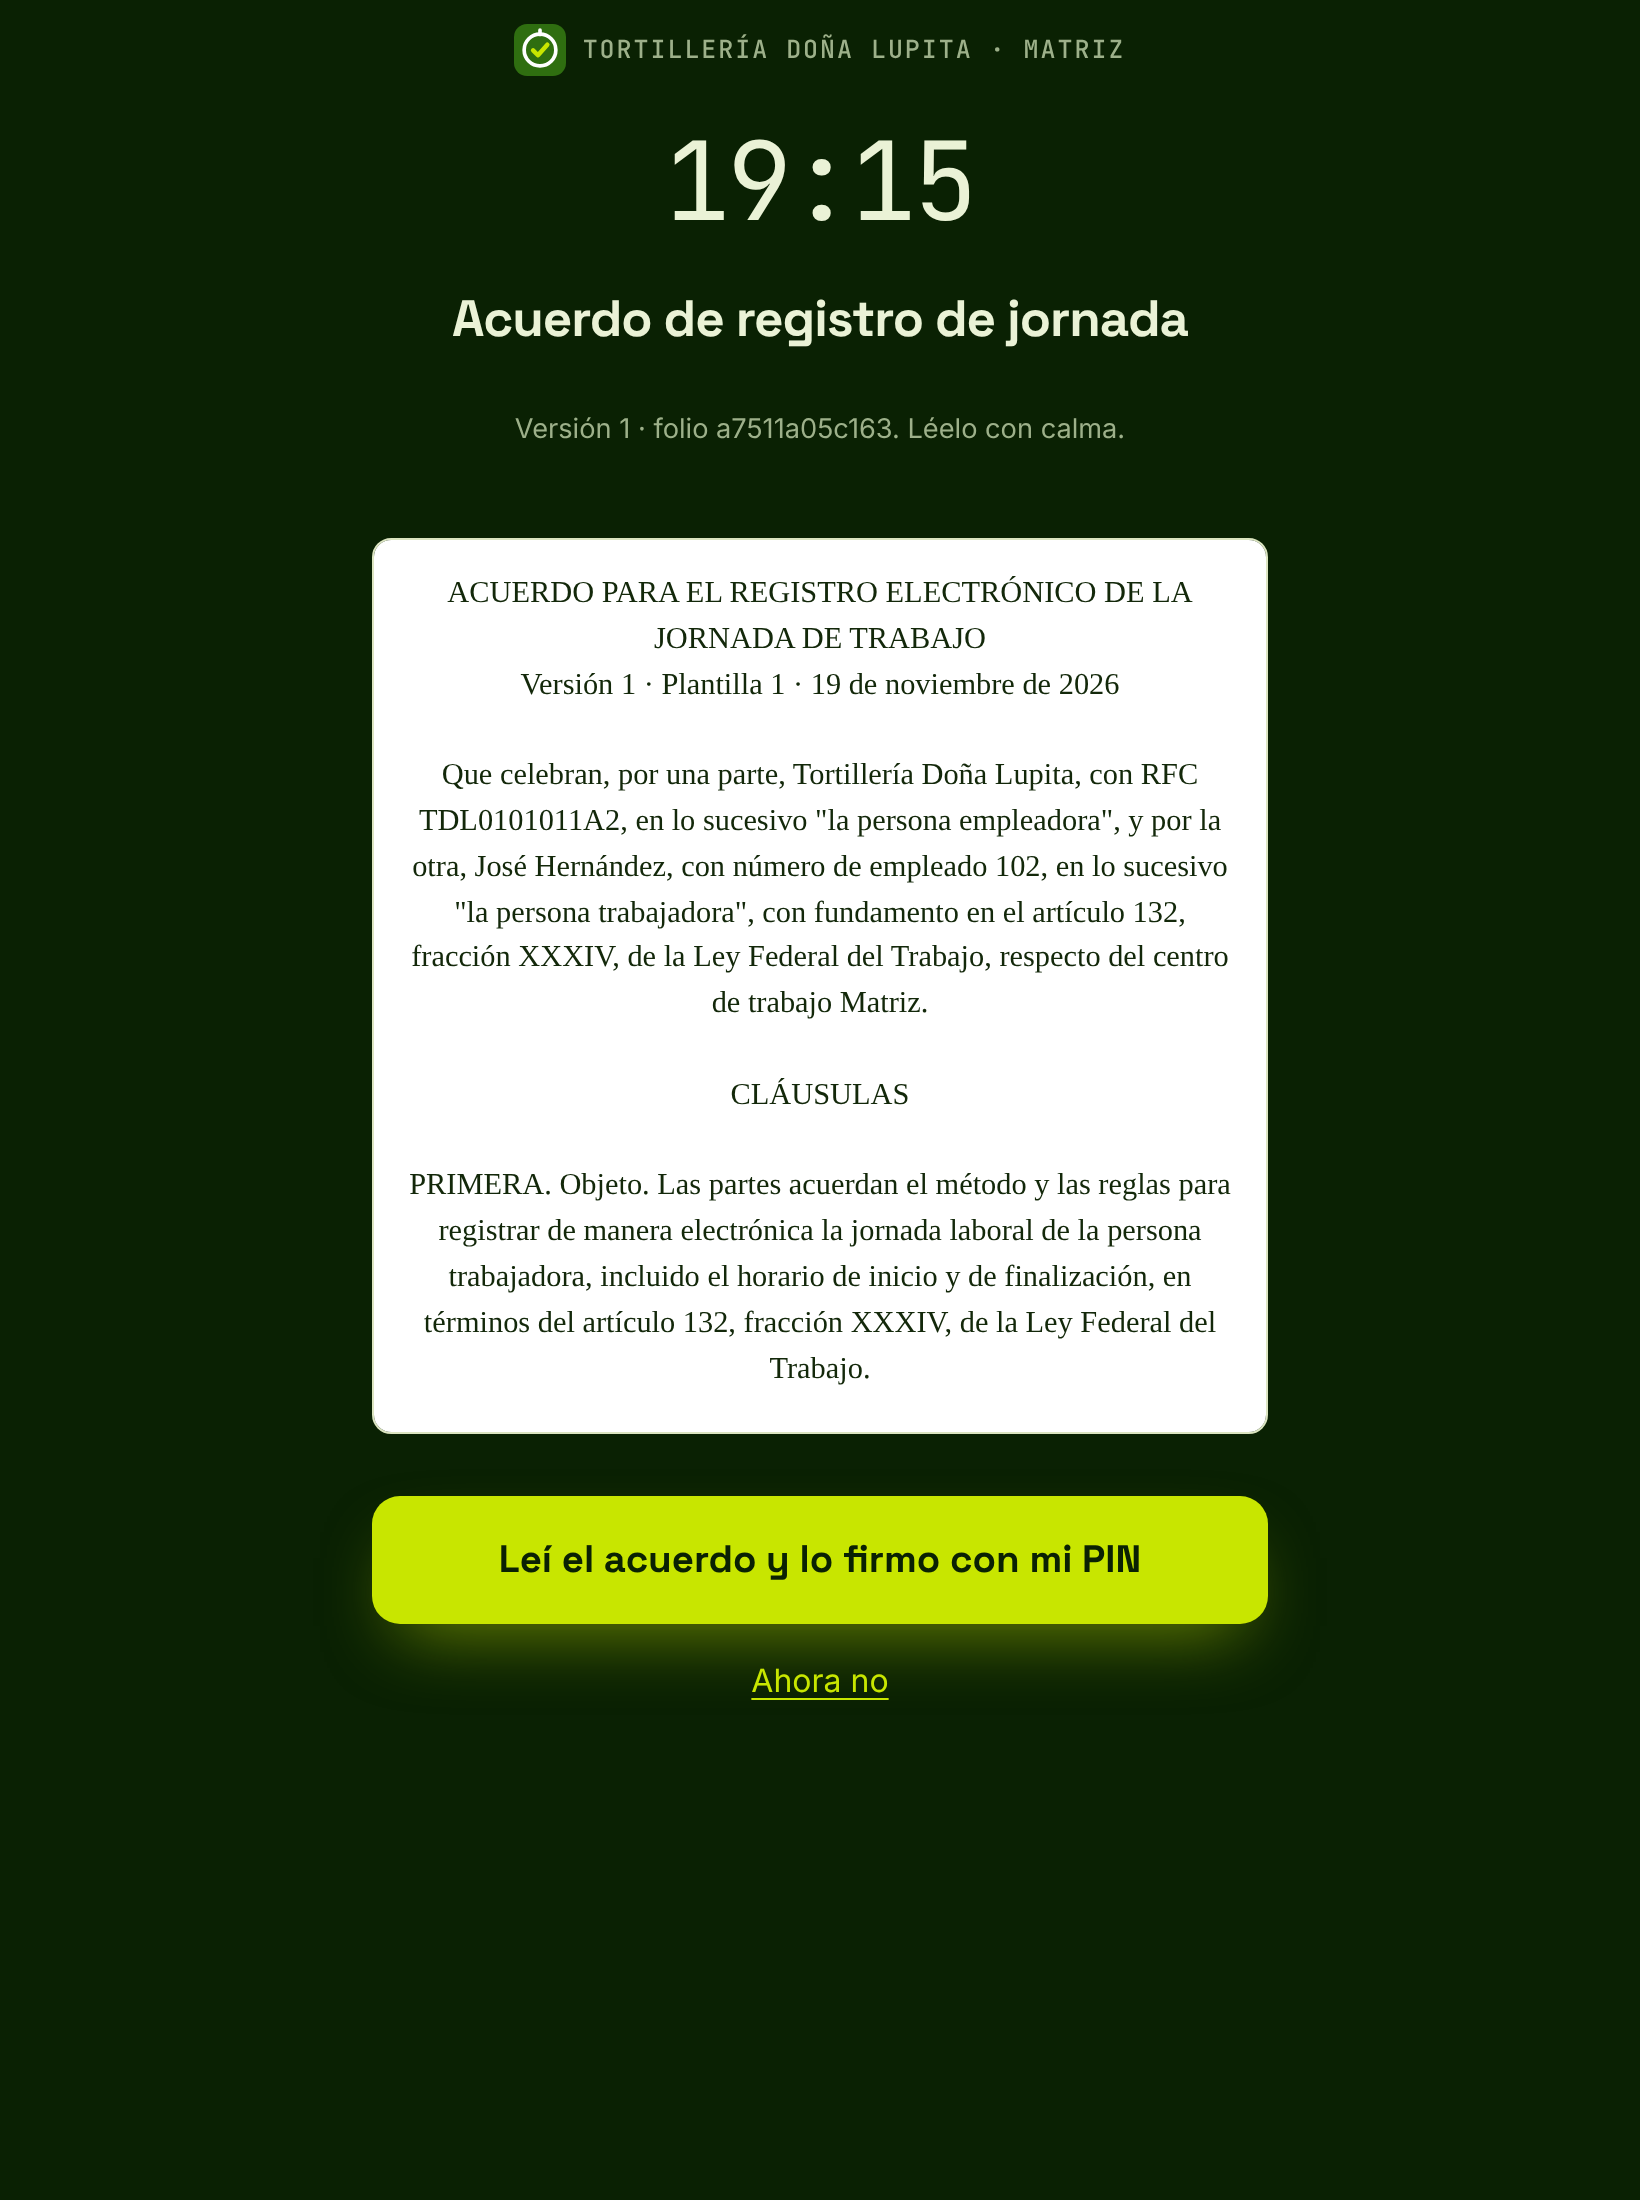 TORTILLERÍA DOÑA LUPITA · MATRIZ
19:15
Acuerdo de registro de jornada
Versión 1 · folio a7511a05c163. Léelo con calma.
ACUERDO PARA EL REGISTRO ELECTRÓNICO DE LA
JORNADA DE TRABAJO
Versión 1 · Plantilla 1 · 19 de noviembre de 2026
Que celebran, por una parte, Tortillería Doña Lupita, con RFC
TDL0101011A2, en lo sucesivo "la persona empleadora", y por la
otra, José Hernández, con número de empleado 102, en lo sucesivo
"la persona trabajadora", con fundamento en el artículo 132,
fracción XXXIV, de la Ley Federal del Trabajo, respecto del centro
de trabajo Matriz.
CLÁUSULAS
PRIMERA. Objeto. Las partes acuerdan el método y las reglas para
registrar de manera electrónica la jornada laboral de la persona
trabajadora, incluido el horario de inicio y de finalización, en
términos del artículo 132, fracción XXXIV, de la Ley Federal del
Trabajo.
Leí el acuerdo y lo firmo con mi PIN
Ahora no